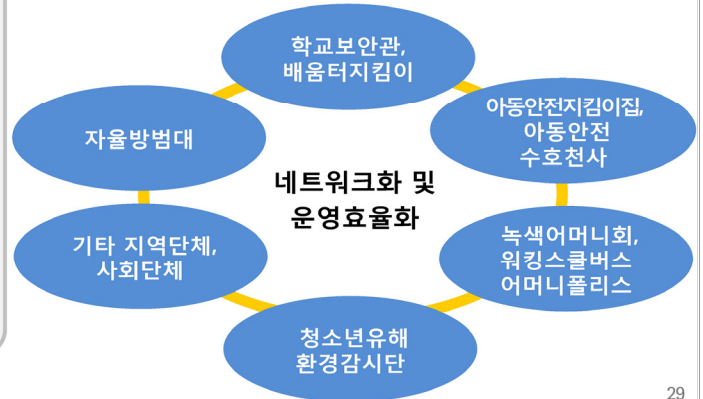 학교보안관,
배움터지킴이
아동안전지킴이집,
아동안전
수호천사
자율방범대
네트워크화 및
운영효율화
녹색어머니회,
워킹스쿨버스
어머니폴리스
기타 지역단체,
사회단체
청소년유해
환경감시단
29